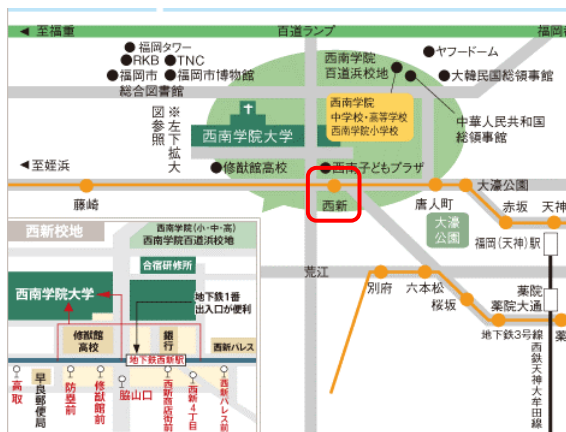 ◀至福重
百道ランプ
福岡都
●福岡タワー
●RKB ●TNC
●福岡市
総合図書館
●福岡市博物館
西南学院
百道浜校地
●ヤフードーム
●大韓民国総領事館
中華人民共和国
総領事館
西南学院
中学校・高等学校
西南学院小学校
※左下拡大
図参照
西南学院大学
◀至姪浜
●修猷館高校
●西南子どもプラザ
藤崎
西新
唐人町
大濠公園
赤坂
天神
大濠
公園
福岡(天神)駅
荒江
別府
六本松
桜坂
薬院
薬院大通
薬
地下鉄3号線
西鉄天神大牟田線
西新校地
西南学院(小・中・高)
西南学院百道浜校地
合宿研修所
西南学院大学
地下鉄1番
出入口が便利
修猷館
高校
銀行
西新パレス
地下鉄西新駅
高取
早良郵便局
防塁前
修猷館前
脇山口
西新商店街前
西新4丁目
西新パレス前